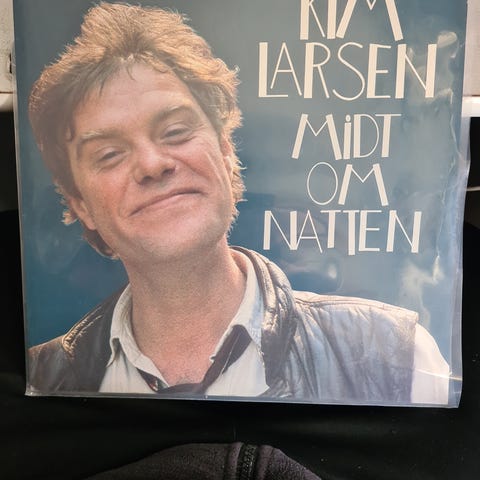 KIM
LARSEN
MiDT
OM
NATTEN